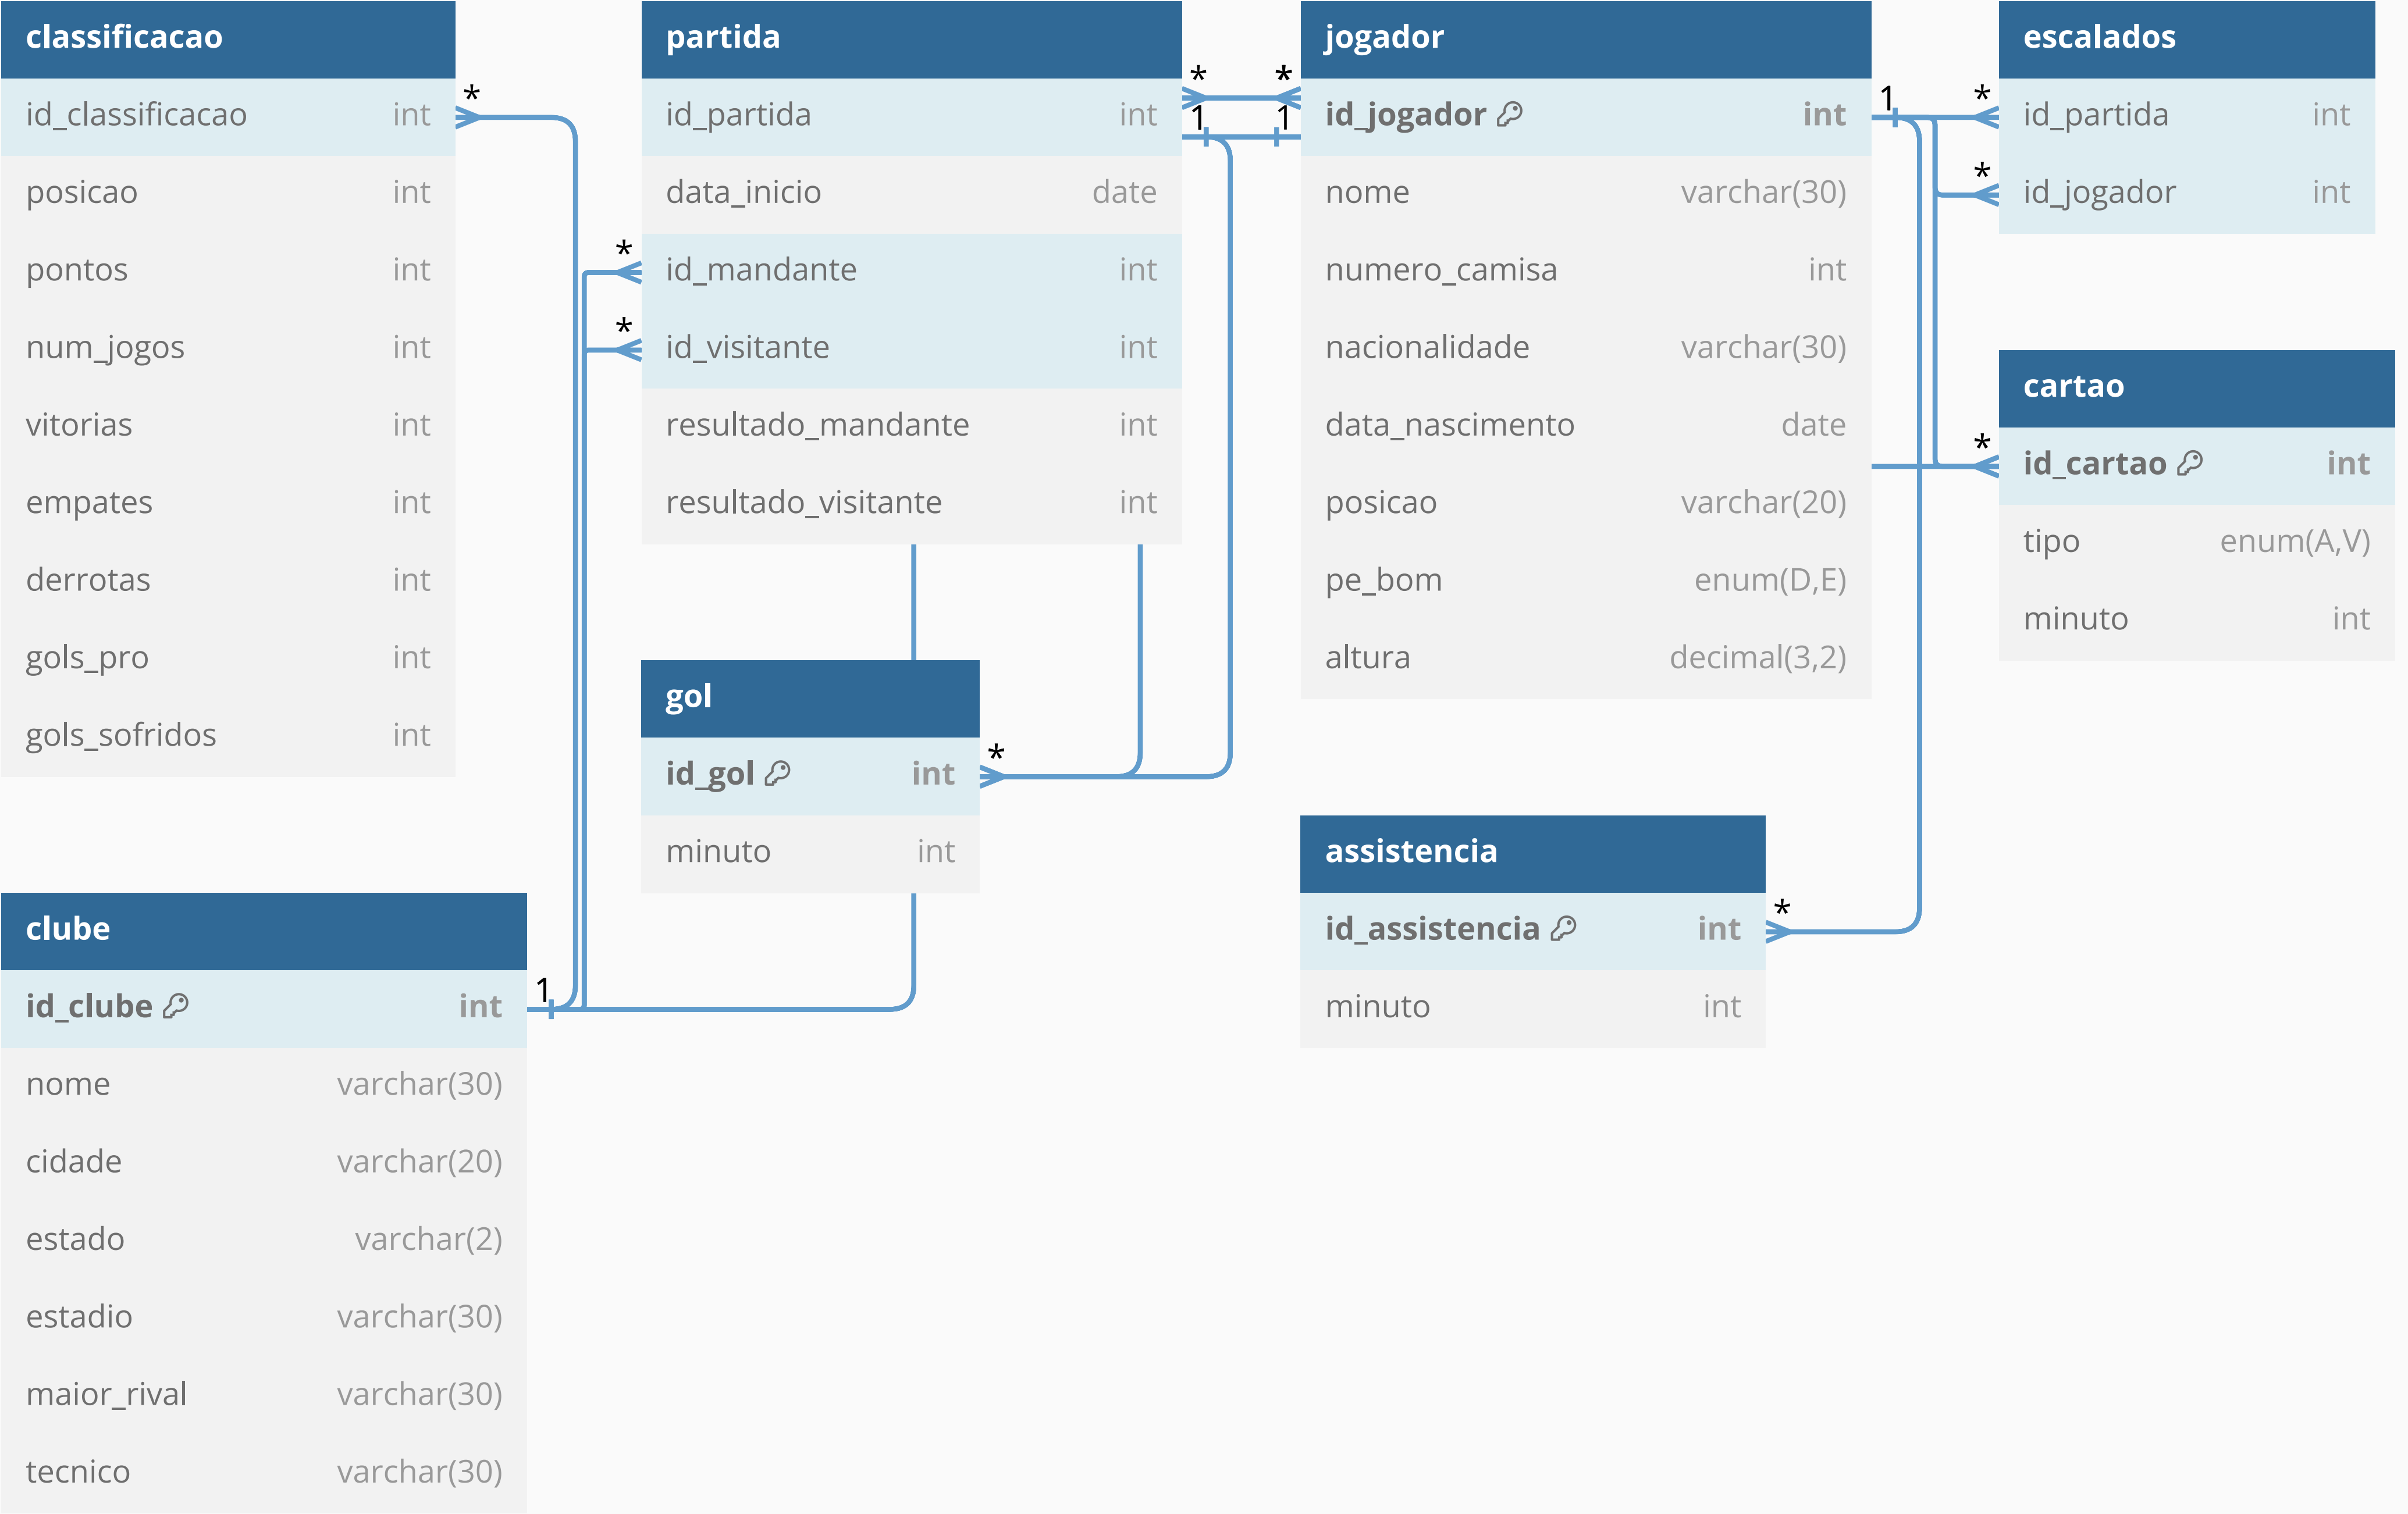 classificacao
id_classificacao int
posicao int
pontos int
num_jogos int
vitorias int
empates int
derrotas int
gols_pro int
gols_sofridos int
*
partida
id_partida int
data_inicio date
id_mandante int
id_visitante int
resultado_mandante int
resultado_visitante int
*
*
*
1
*
1
jogador
id_jogador int
nome varchar(30)
numero_camisa int
nacionalidade varchar(30)
data_nascimento date
posicao varchar(20)
pe_bom enum(D,E)
altura decimal(3,2)
1
*
*
*
escalados
id_partida int
id_jogador int
cartao
id_cartao int
tipo enum(A,V)
minuto int
gol
id_gol int
minuto int
*
assistencia
id_assistencia int
minuto int
*
clube
id_clube int
nome varchar(30)
cidade varchar(20)
estado varchar(2)
estadio varchar(30)
maior_rival varchar(30)
tecnico varchar(30)
1